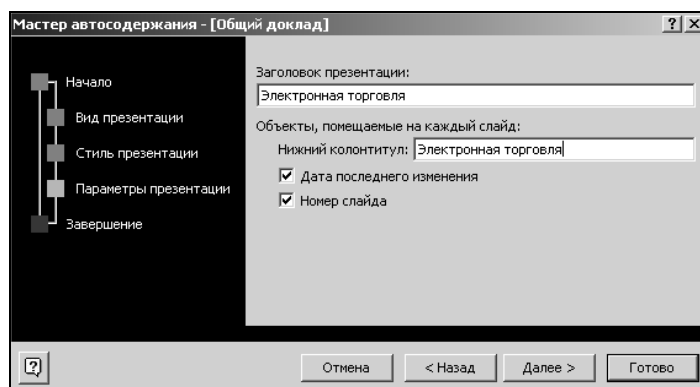 Мастер автосодержания - [Общий доклад]
Начало
Вид презентации
Стиль презентации
Параметры презентации
Завершение
Заголовок презентации:
Электронная торговля
Объекты, помещаемые на каждый слайд:
Нижний колонтитул: Электронная торговля
Дата последнего изменения
Номер слайда
Отмена
< Назад
Далее >
Готово